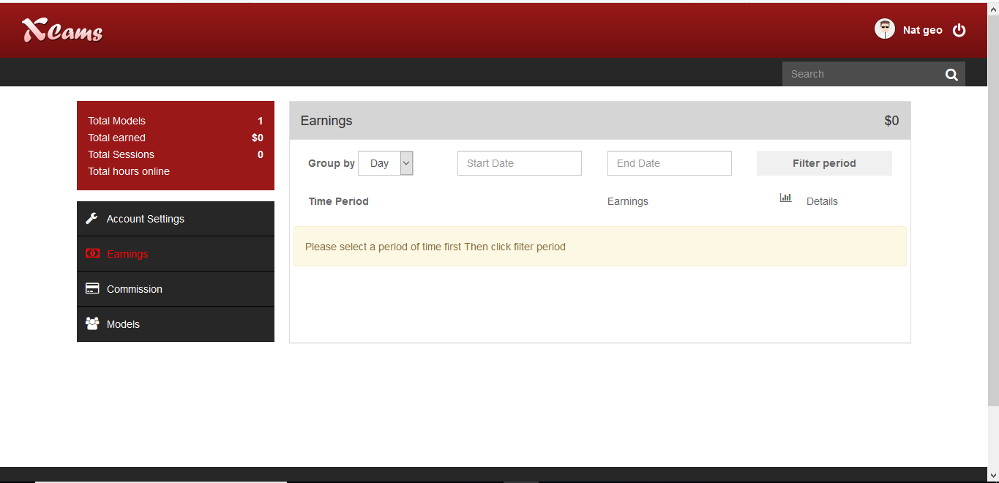 XCams
Nat geo
Search
Total Models 1
Total earned $0
Total Sessions 0
Total hours online
Account Settings
Earnings
Commission
Models
Earnings $0
Group by Day Start Date End Date Filter period
Time Period Earnings Details
Please select a period of time first Then click filter period